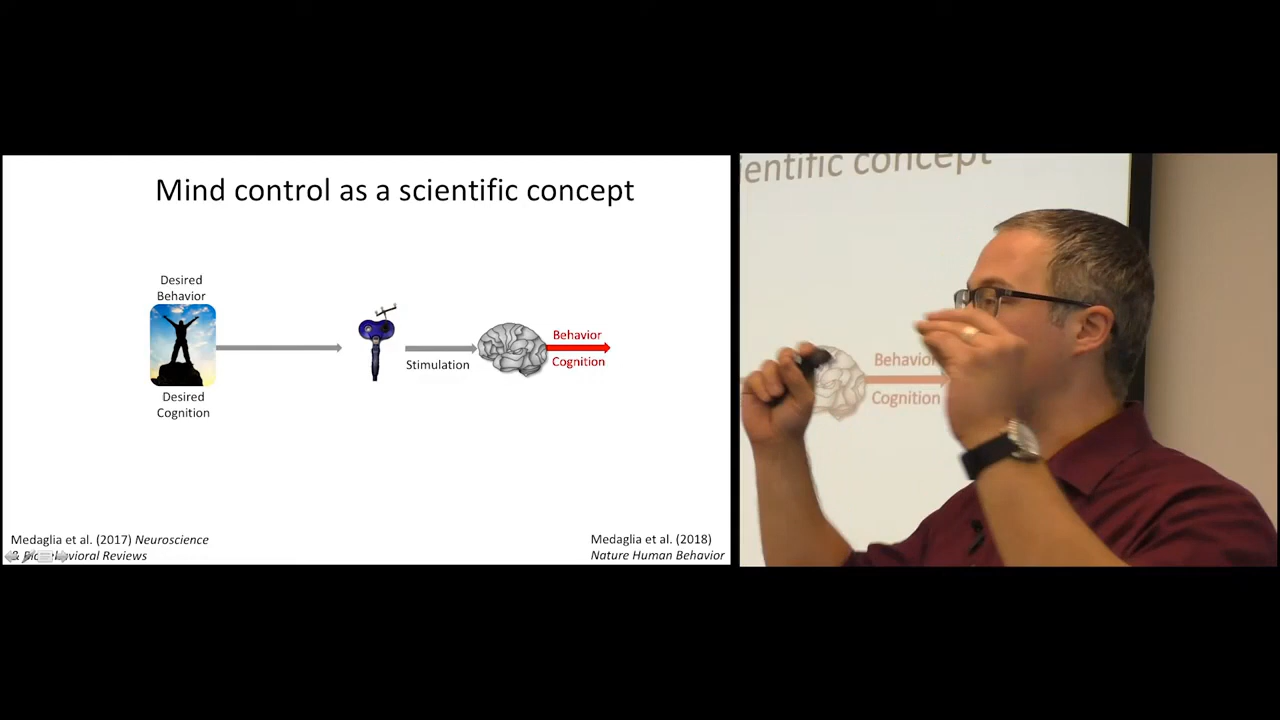 Mind control as a scientific concept
Desired
Behavior
Desired
Cognition
Stimulation
Behavior
Cognition
Medaglia et al. (2017) Neuroscience
& Biobehavioral Reviews
Medaglia et al. (2018)
Nature Human Behavior
entific concept
Behavior
Cognition